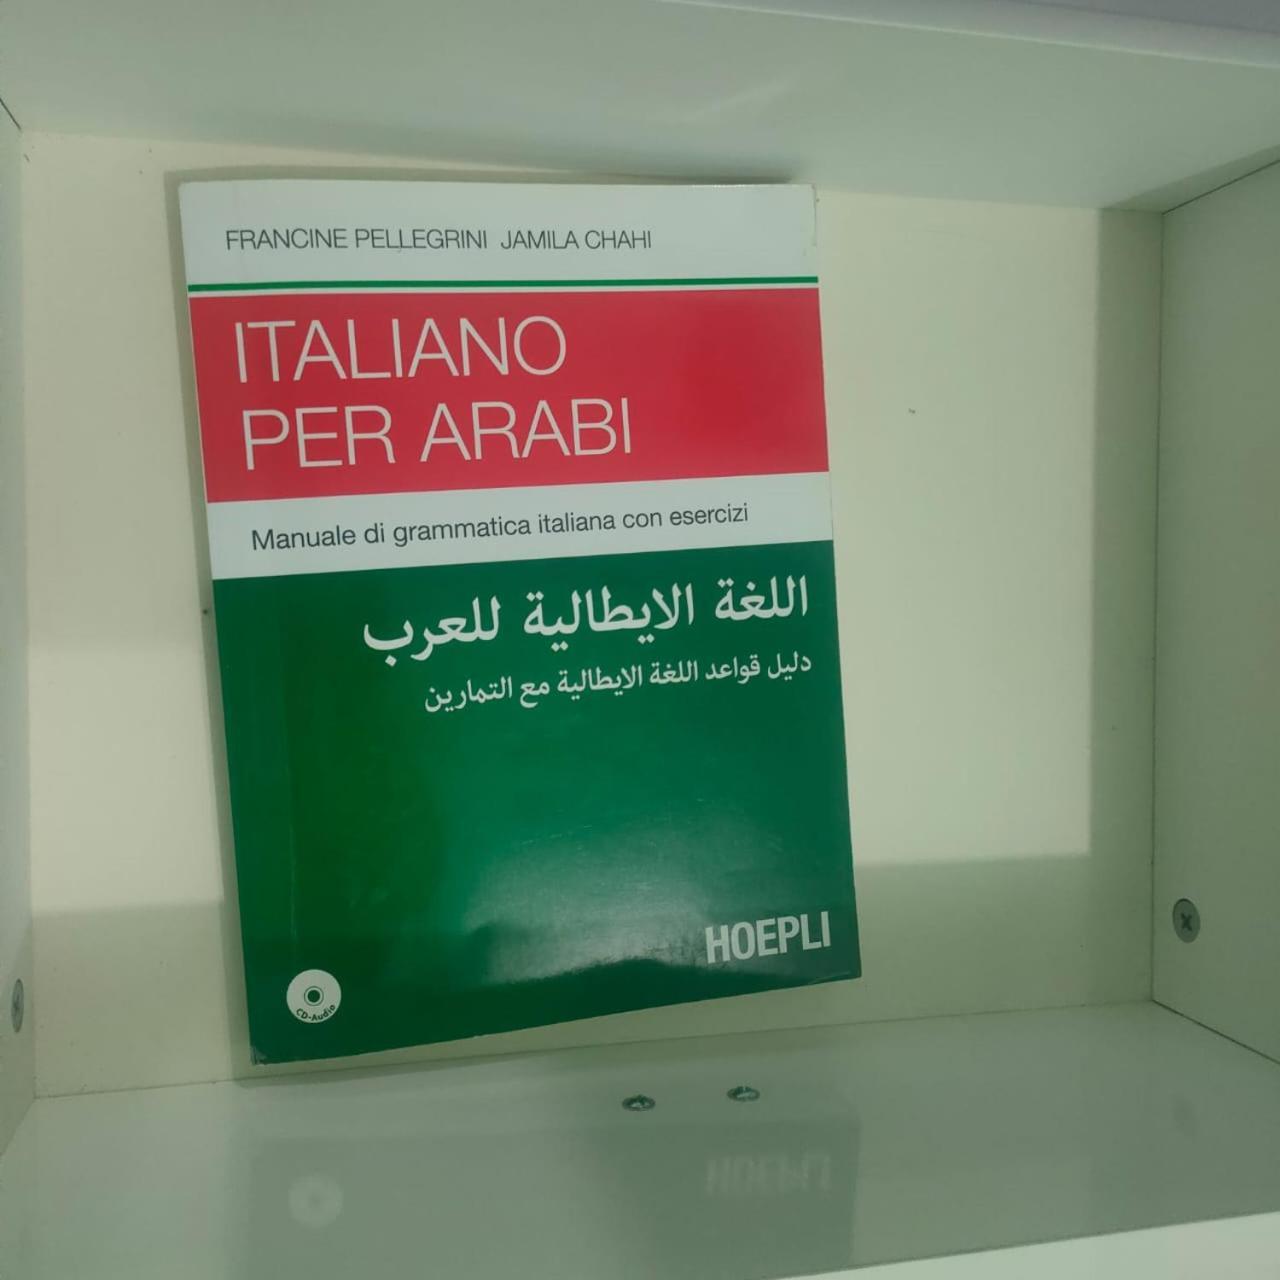 FRANCINE PELLEGRINI JAMILA CHAHI
ITALIANO
PER ARABI
Manuale di grammatica italiana con esercizi
اللغة الايطالية للعرب
دليل قواعد اللغة الايطالية مع التمارين
HOEPLI
CD-Audio